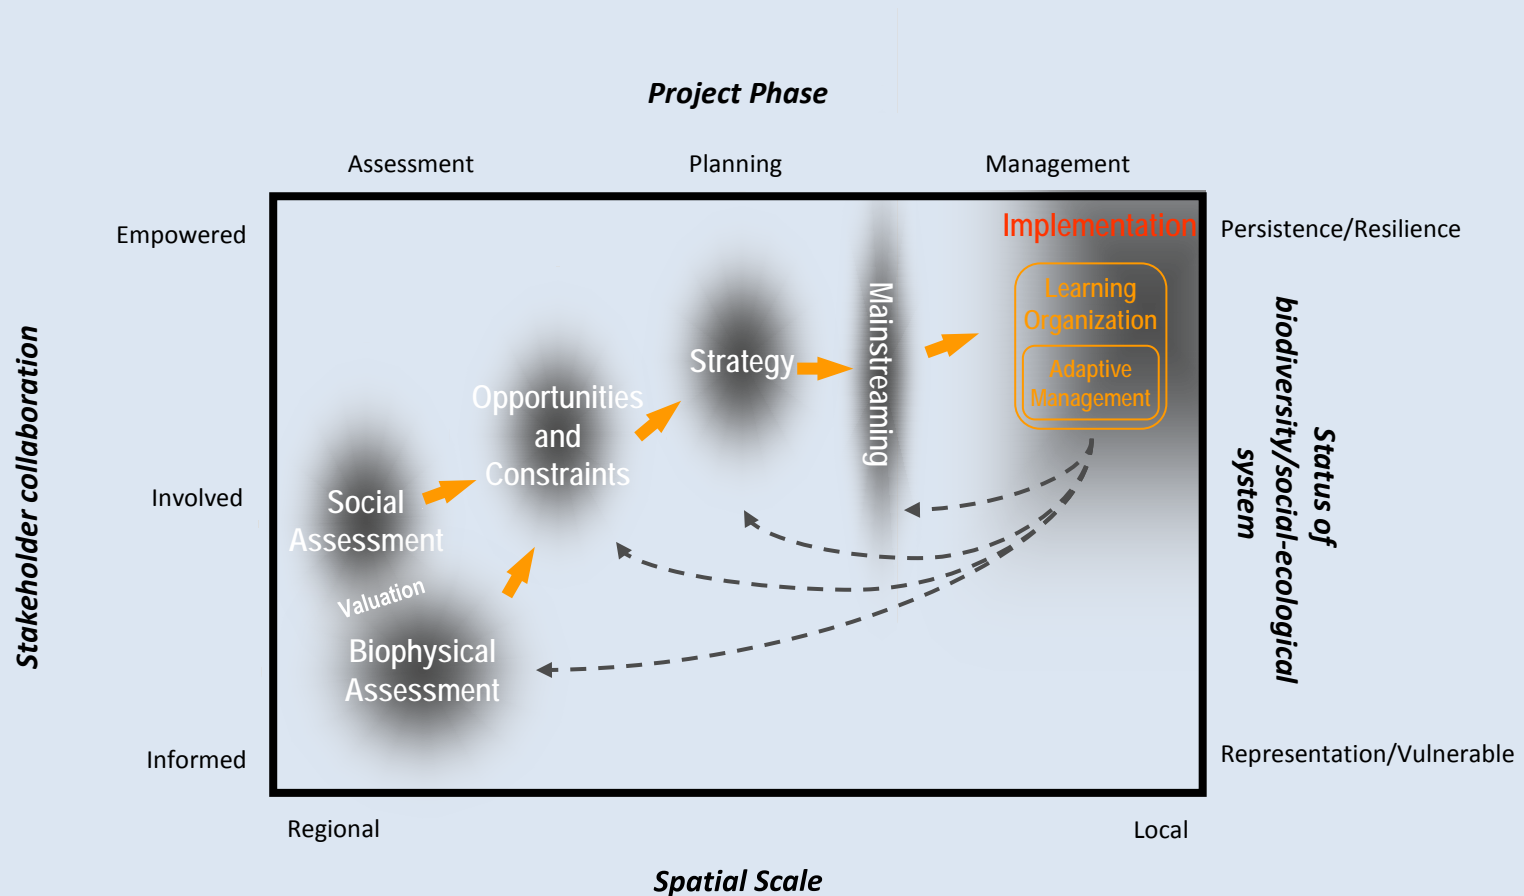 Project Phase
Assessment
Planning
Management
Empowered
Involved
Informed
Stakeholder collaboration
Implementation
Learning
Organization
Adaptive
Management
Mainstreaming
Strategy
Opportunities
and
Constraints
Social
Assessment
Valuation
Biophysical
Assessment
Persistence/Resilience
Status of
biodiversity/social-ecological
system
Representation/Vulnerable
Regional
Local
Spatial Scale